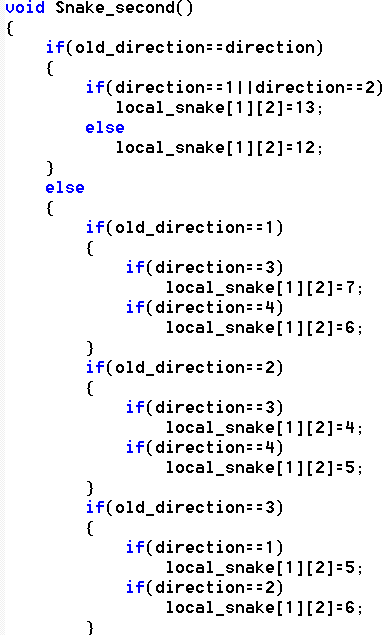 void Snake_second()
{
    if(old_direction==direction)
    {
        if(direction==1||direction==2)
           local_snake[1][2]=13;
        else
           local_snake[1][2]=12;
    }
    else
    {
        if(old_direction==1)
        {
            if(direction==3)
                local_snake[1][2]=7;
            if(direction==4)
                local_snake[1][2]=6;
        }
        if(old_direction==2)
        {
            if(direction==3)
                local_snake[1][2]=4;
            if(direction==4)
                local_snake[1][2]=5;
        }
        if(old_direction==3)
        {
            if(direction==1)
                local_snake[1][2]=5;
            if(direction==2)
                local_snake[1][2]=6;
        }